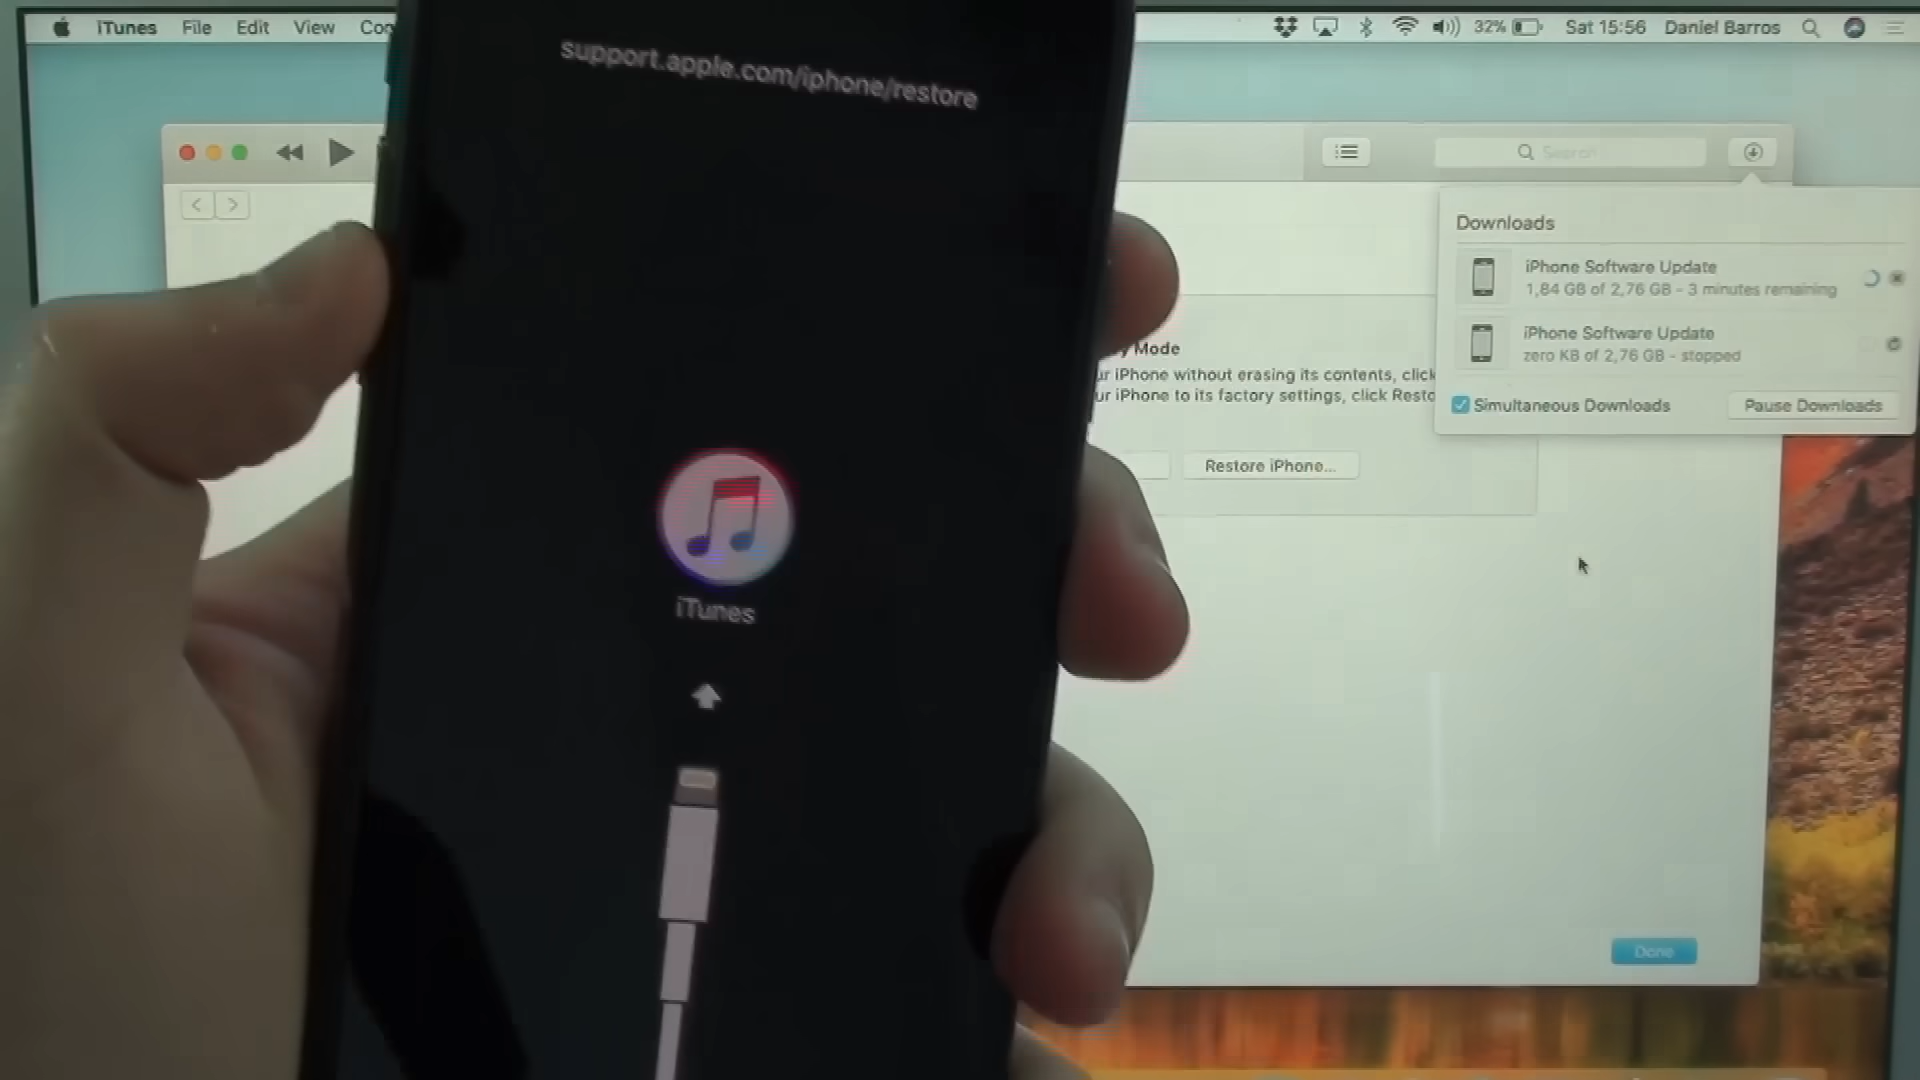 iTunes File Edit View
32% Sat 15:56 Daniel Barros
support.apple.com/iphone/restore
Search
Downloads
iPhone Software Update
1,84 GB of 2,76 GB - 3 minutes remaining
iPhone Software Update
zero KB of 2,76 GB - stopped
Simultaneous Downloads Pause Downloads
Mode
iPhone without erasing its contents, click
iPhone to its factory settings, click
Restore iPhone...
iTunes
Done